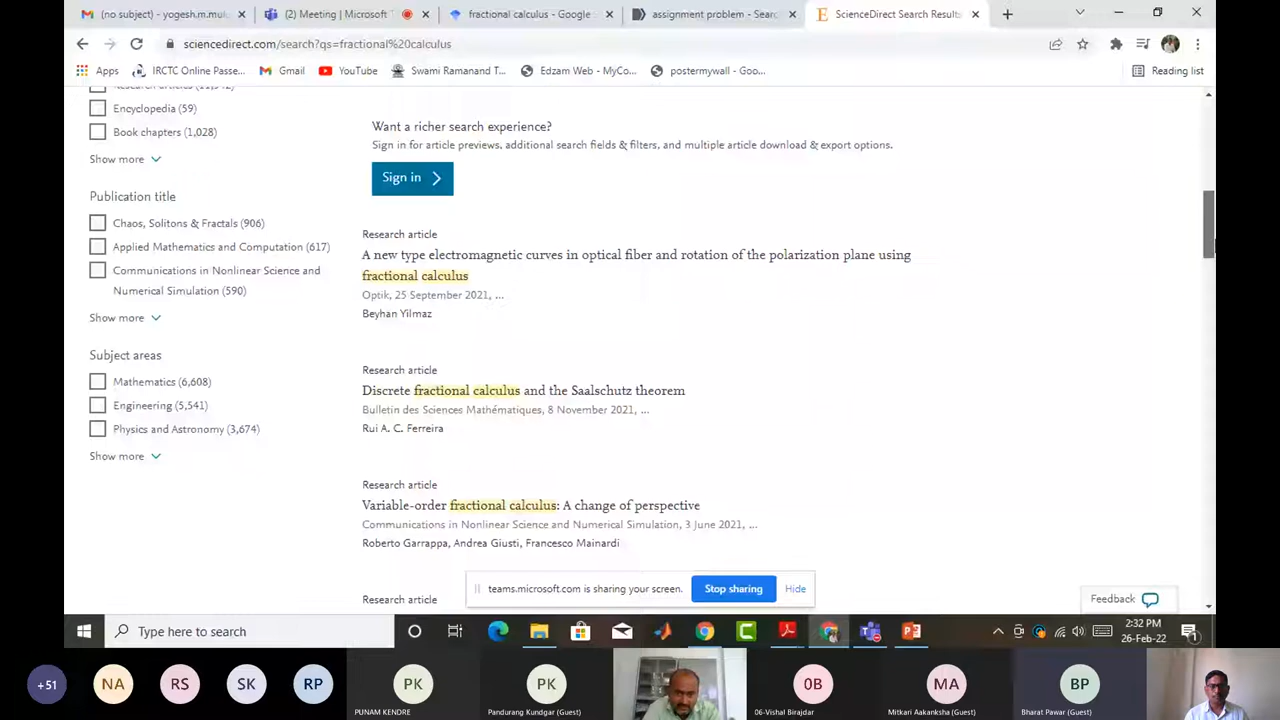 (no subject) - yogesh.m.mul
(2) Meeting | Microsoft T
fractional calculus - Google
assignment problem - Sear
ScienceDirect Search Results
sciencedirect.com/search?qs=fractional%20calculus
Apps
IRCTC Online Passe...
Gmail
YouTube
Swami Ramanand T...
Edzam Web - MyCo...
postermywall - Goo...
Reading list
Encyclopedia (59)
Book chapters (1,028)
Show more
Publication title
Chaos, Solitons & Fractals (906)
Applied Mathematics and Computation (617)
Communications in Nonlinear Science and
Numerical Simulation (590)
Show more
Subject areas
Mathematics (6,608)
Engineering (5,541)
Physics and Astronomy (3,674)
Show more
Want a richer search experience?
Sign in for article previews, additional search fields & filters, and multiple article download & export options.
Sign in
Research article
A new type electromagnetic curves in optical fiber and rotation of the polarization plane using
fractional calculus
Optik, 25 September 2021, ...
Beyhan Yilmaz
Research article
Discrete fractional calculus and the Saalschutz theorem
Bulletin des Sciences Mathématiques, 8 November 2021, ...
Rui A. C. Ferreira
Research article
Variable-order fractional calculus: A change of perspective
Communications in Nonlinear Science and Numerical Simulation, 3 June 2021, ...
Roberto Garrappa, Andrea Giusti, Francesco Mainardi
Research article
teams.microsoft.com is sharing your screen.
Stop sharing
Hide
Feedback
Type here to search
2:32 PM
26-Feb-22
+51
NA
RS
SK
RP
PK
PUNAM KENDRE
PK
Pandurang Kundgar (Guest)
0B
06-Vishal Birajdar
MA
Mitkari Aakanksha (Guest)
BP
Bharat Pawar (Guest)